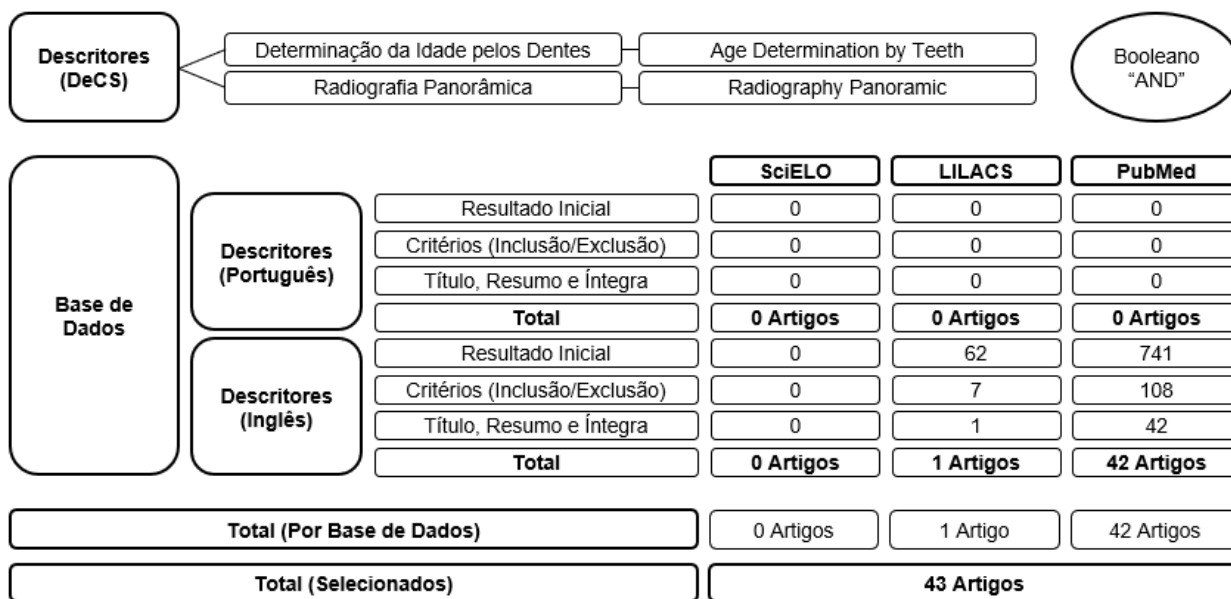 Descritores
(DeCS)
Determinação da Idade pelos Dentes
Age Determination by Teeth
Radiografia Panorâmica
Radiography Panoramic
Booleano
“AND”
SciELO LILACS PubMed
Base de
Dados
Descritores
(Português)
Resultado Inicial 0 0 0
Critérios (Inclusão/Exclusão) 0 0 0
Título, Resumo e Íntegra 0 0 0
Total 0 Artigos 0 Artigos 0 Artigos
Descritores
(Inglês)
Resultado Inicial 0 62 741
Critérios (Inclusão/Exclusão) 0 7 108
Título, Resumo e Íntegra 0 1 42
Total 0 Artigos 1 Artigos 42 Artigos
Total (Por Base de Dados) 0 Artigos 1 Artigo 42 Artigos
Total (Selecionados) 43 Artigos